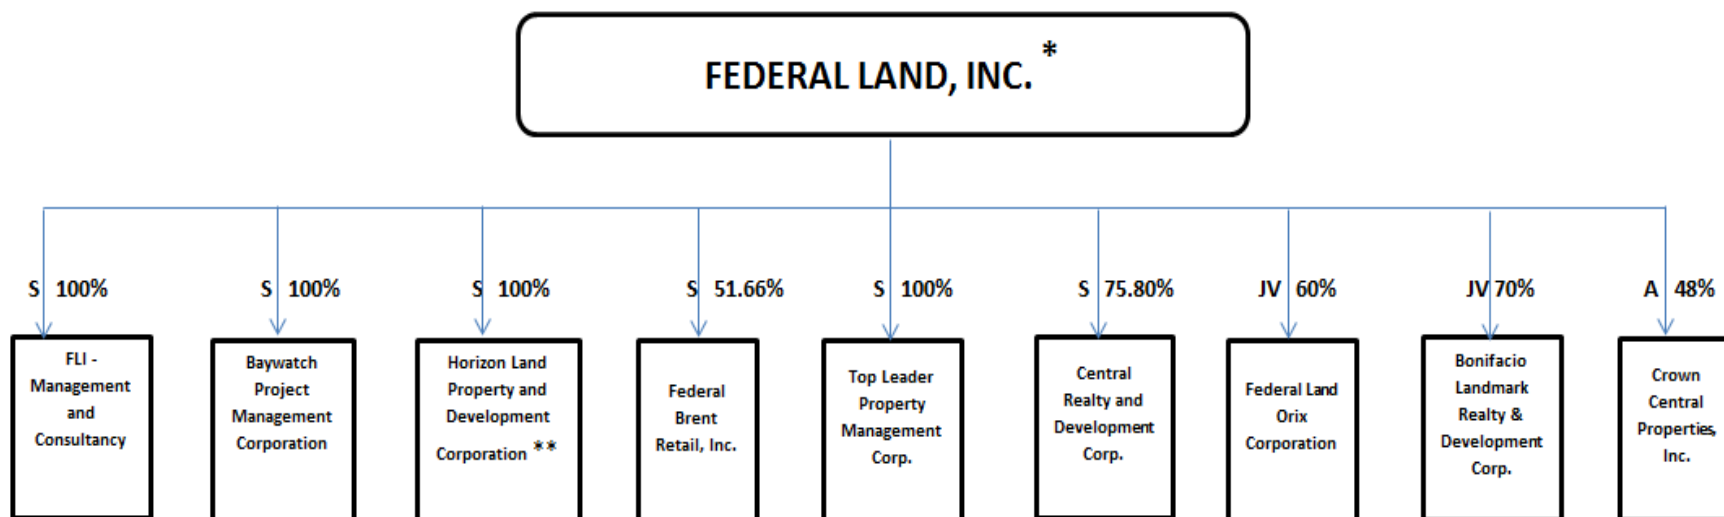 FEDERAL LAND, INC. *
S 100%
S 100%
S 100%
S 51.66%
S 100%
S 75.80%
JV 60%
JV 70%
A 48%
FLI -
Management
and
Consultancy
Baywatch
Project
Management
Corporation
Horizon Land
Property and
Development
Corporation **
Federal
Brent
Retail, Inc.
Top Leader
Property
Management
Corp.
Central
Realty and
Development
Corp.
Federal Land
Orix
Corporation
Bonifacio
Landmark
Realty &
Development
Corp.
Crown
Central
Properties,
Inc.